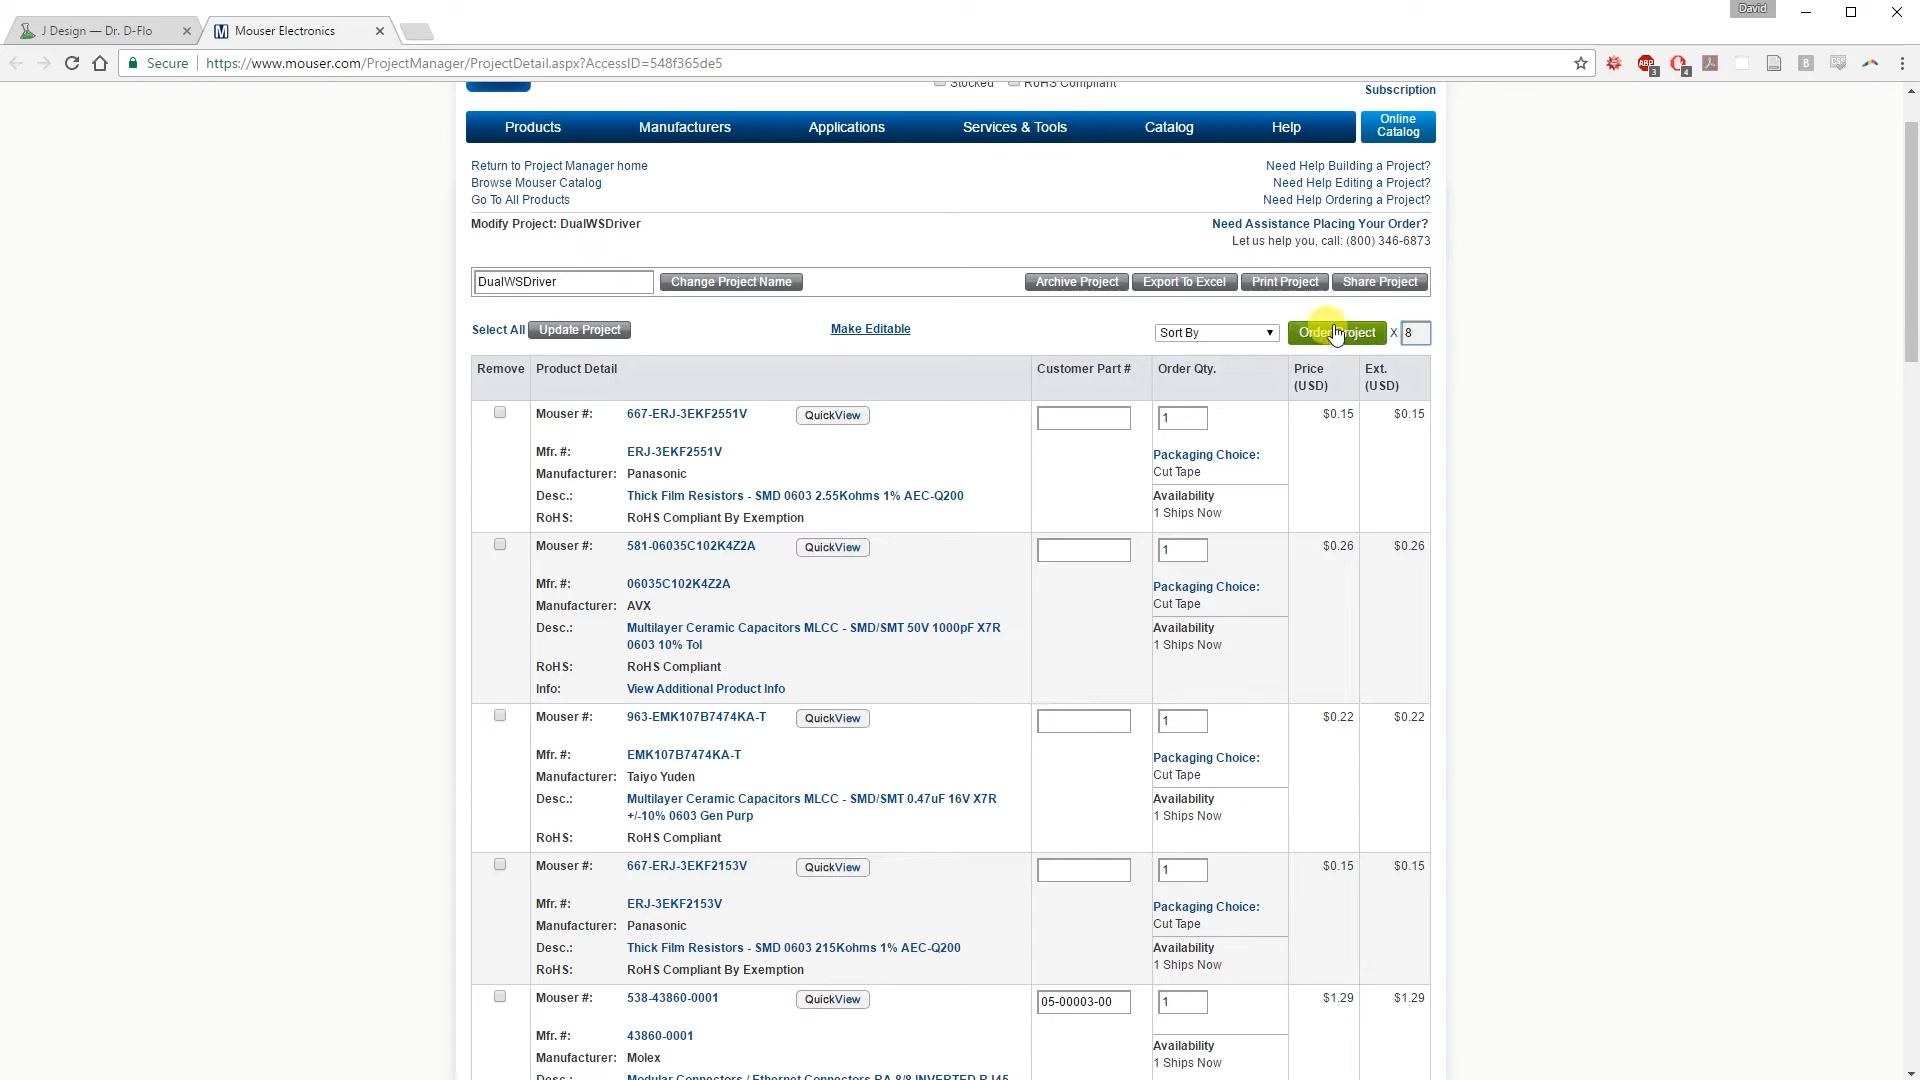 David
J Design — Dr. D-Flo
Mouser Electronics
Secure https://www.mouser.com/ProjectManager/ProjectDetail.aspx?AccessID=548f365de5
Stocked RoHS Compliant
Subscription
Products Manufacturers Applications Services & Tools Catalog Help Online Catalog
Return to Project Manager home Need Help Building a Project?
Browse Mouser Catalog Need Help Editing a Project?
Go To All Products Need Help Ordering a Project?
Modify Project: DualWSDriver Need Assistance Placing Your Order?
Let us help you, call: (800) 346-6873
DualWSDriver Change Project Name Archive Project Export To Excel Print Project Share Project
Select All Update Project Make Editable Sort By Order Project X 8
Remove Product Detail Customer Part # Order Qty. Price (USD) Ext. (USD)
Mouser #: 667-ERJ-3EKF2551V QuickView 1 $0.15 $0.15
Mfr. #: ERJ-3EKF2551V Packaging Choice:
Manufacturer: Panasonic Cut Tape
Desc.: Thick Film Resistors - SMD 0603 2.55Kohms 1% AEC-Q200 Availability
RoHS: RoHS Compliant By Exemption 1 Ships Now
Mouser #: 581-06035C102K4Z2A QuickView 1 $0.26 $0.26
Mfr. #: 06035C102K4Z2A Packaging Choice:
Manufacturer: AVX Cut Tape
Desc.: Multilayer Ceramic Capacitors MLCC - SMD/SMT 50V 1000pF X7R Availability
0603 10% Tol 1 Ships Now
RoHS: RoHS Compliant
Info: View Additional Product Info
Mouser #: 963-EMK107B7474KA-T QuickView 1 $0.22 $0.22
Mfr. #: EMK107B7474KA-T Packaging Choice:
Manufacturer: Taiyo Yuden Cut Tape
Desc.: Multilayer Ceramic Capacitors MLCC - SMD/SMT 0.47uF 16V X7R Availability
+/-10% 0603 Gen Purp 1 Ships Now
RoHS: RoHS Compliant
Mouser #: 667-ERJ-3EKF2153V QuickView 1 $0.15 $0.15
Mfr. #: ERJ-3EKF2153V Packaging Choice:
Manufacturer: Panasonic Cut Tape
Desc.: Thick Film Resistors - SMD 0603 215Kohms 1% AEC-Q200 Availability
RoHS: RoHS Compliant By Exemption 1 Ships Now
Mouser #: 538-43860-0001 QuickView 05-00003-00 1 $1.29 $1.29
Mfr. #: 43860-0001
Manufacturer: Molex Availability
1 Ships Now
Desc.: Modular Connectors / Ethernet Connectors RA 8/8 INVERTED RJ45